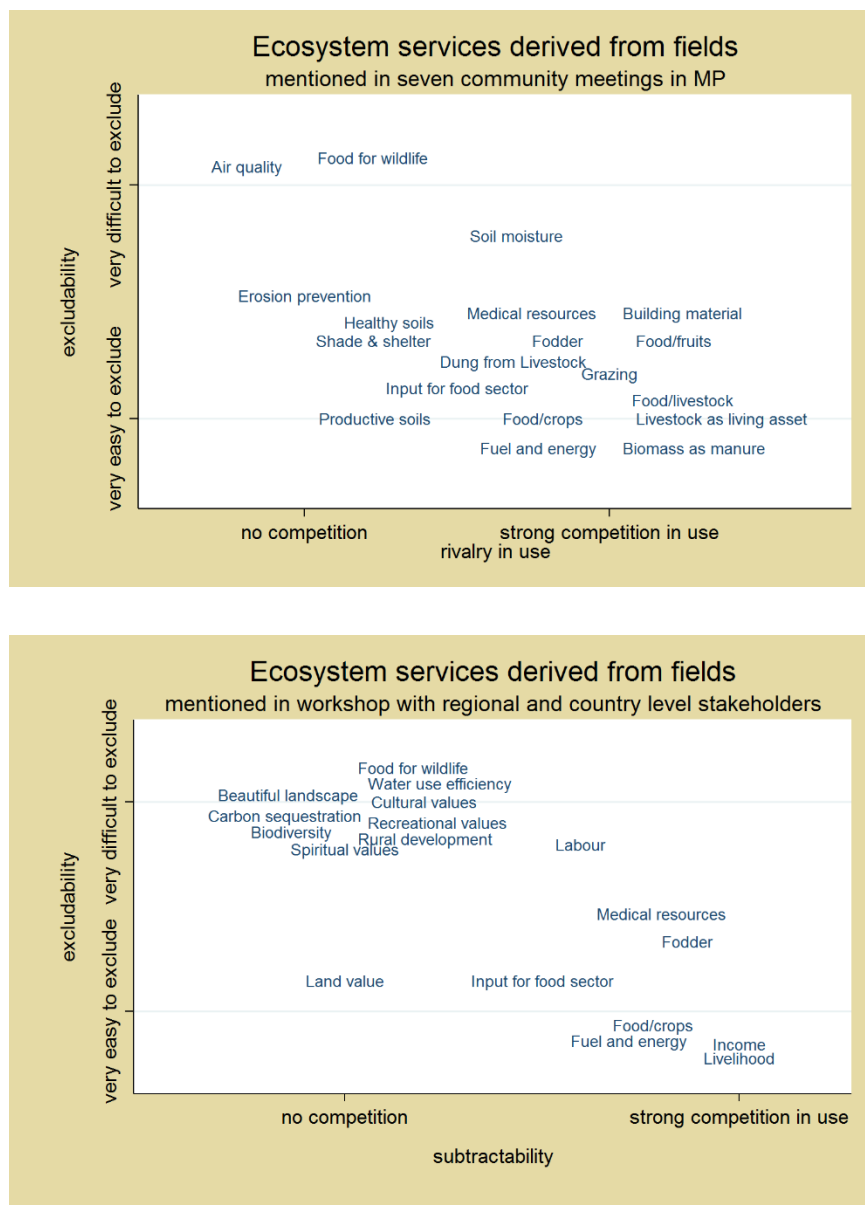 Ecosystem services derived from fields
mentioned in seven community meetings in MP
very difficult to exclude
very easy to exclude
excludability
Food for wildlife
Air quality
Soil moisture
Erosion prevention
Medical resources
Building material
Healthy soils
Shade & shelter
Fodder
Food/fruits
Dung from Livestock
Grazing
Input for food sector
Food/livestock
Productive soils
Food/crops
Livestock as living asset
Fuel and energy
Biomass as manure
no competition
strong competition in use
rivalry in use
Ecosystem services derived from fields
mentioned in workshop with regional and country level stakeholders
very difficult to exclude
very easy to exclude
excludability
Food for wildlife
Water use efficiency
Beautiful landscape
Cultural values
Carbon sequestration
Recreational values
Biodiversity
Rural development
Spiritual values
Labour
Medical resources
Fodder
Land value
Input for food sector
Food/crops
Fuel and energy
Income
Livelihood
no competition
strong competition in use
subtractability